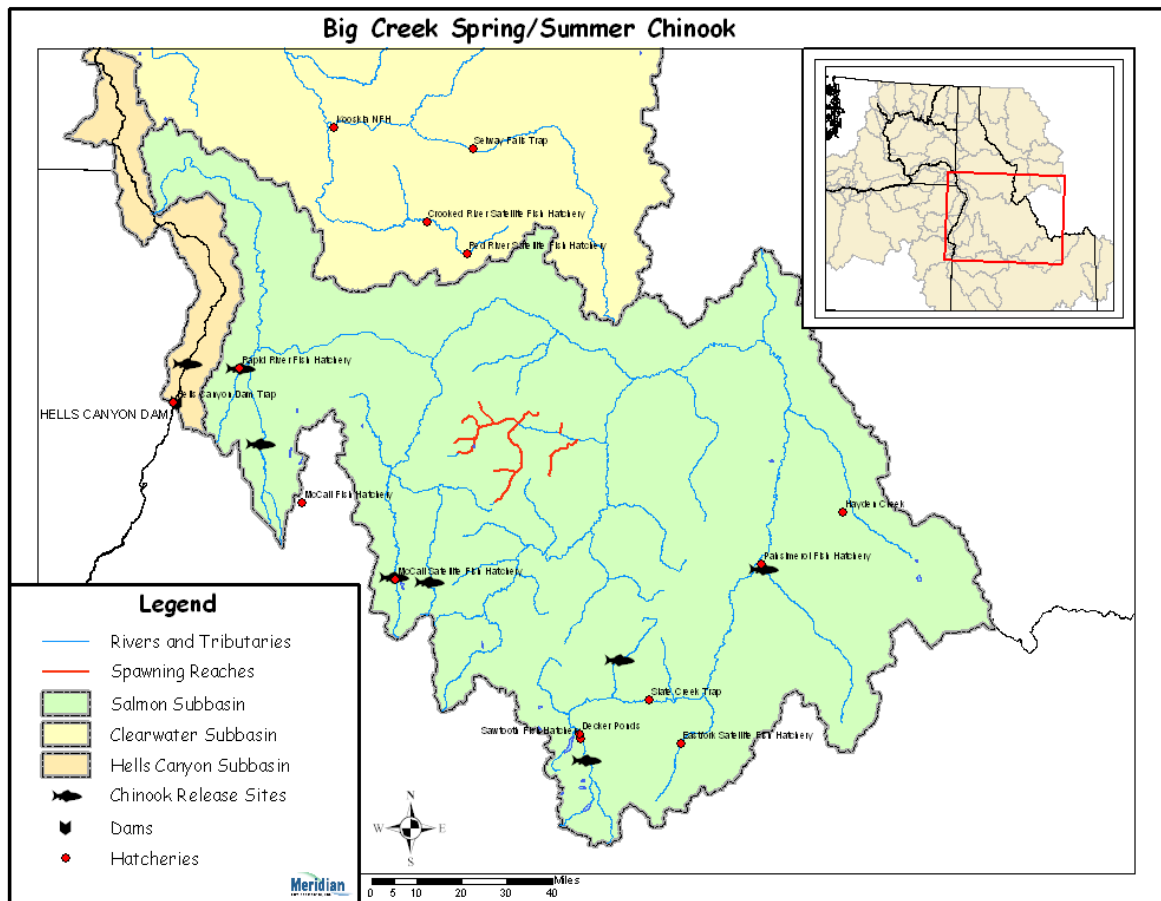 Big Creek Spring/Summer Chinook
Kooskia NFH
Selway Falls Trap
Crooked River Satellite Fish Hatchery
Red River Satellite Fish Hatchery
Rapid River Fish Hatchery
Hells Canyon Dam Trap
HELLS CANYON DAM
McCall Fish Hatchery
Hayden Creek
Pahsimeroi Fish Hatchery
McCall Satellite Fish Hatchery
Slate Creek Trap
Decker Ponds
Sawtooth Fish Hatchery
Eastfork Satellite Fish Hatchery
Legend
Rivers and Tributaries
Spawning Reaches
Salmon Subbasin
Clearwater Subbasin
Hells Canyon Subbasin
Chinook Release Sites
Dams
Hatcheries
N
W E
S
Meridian
Miles
0 5 10 20 30 40